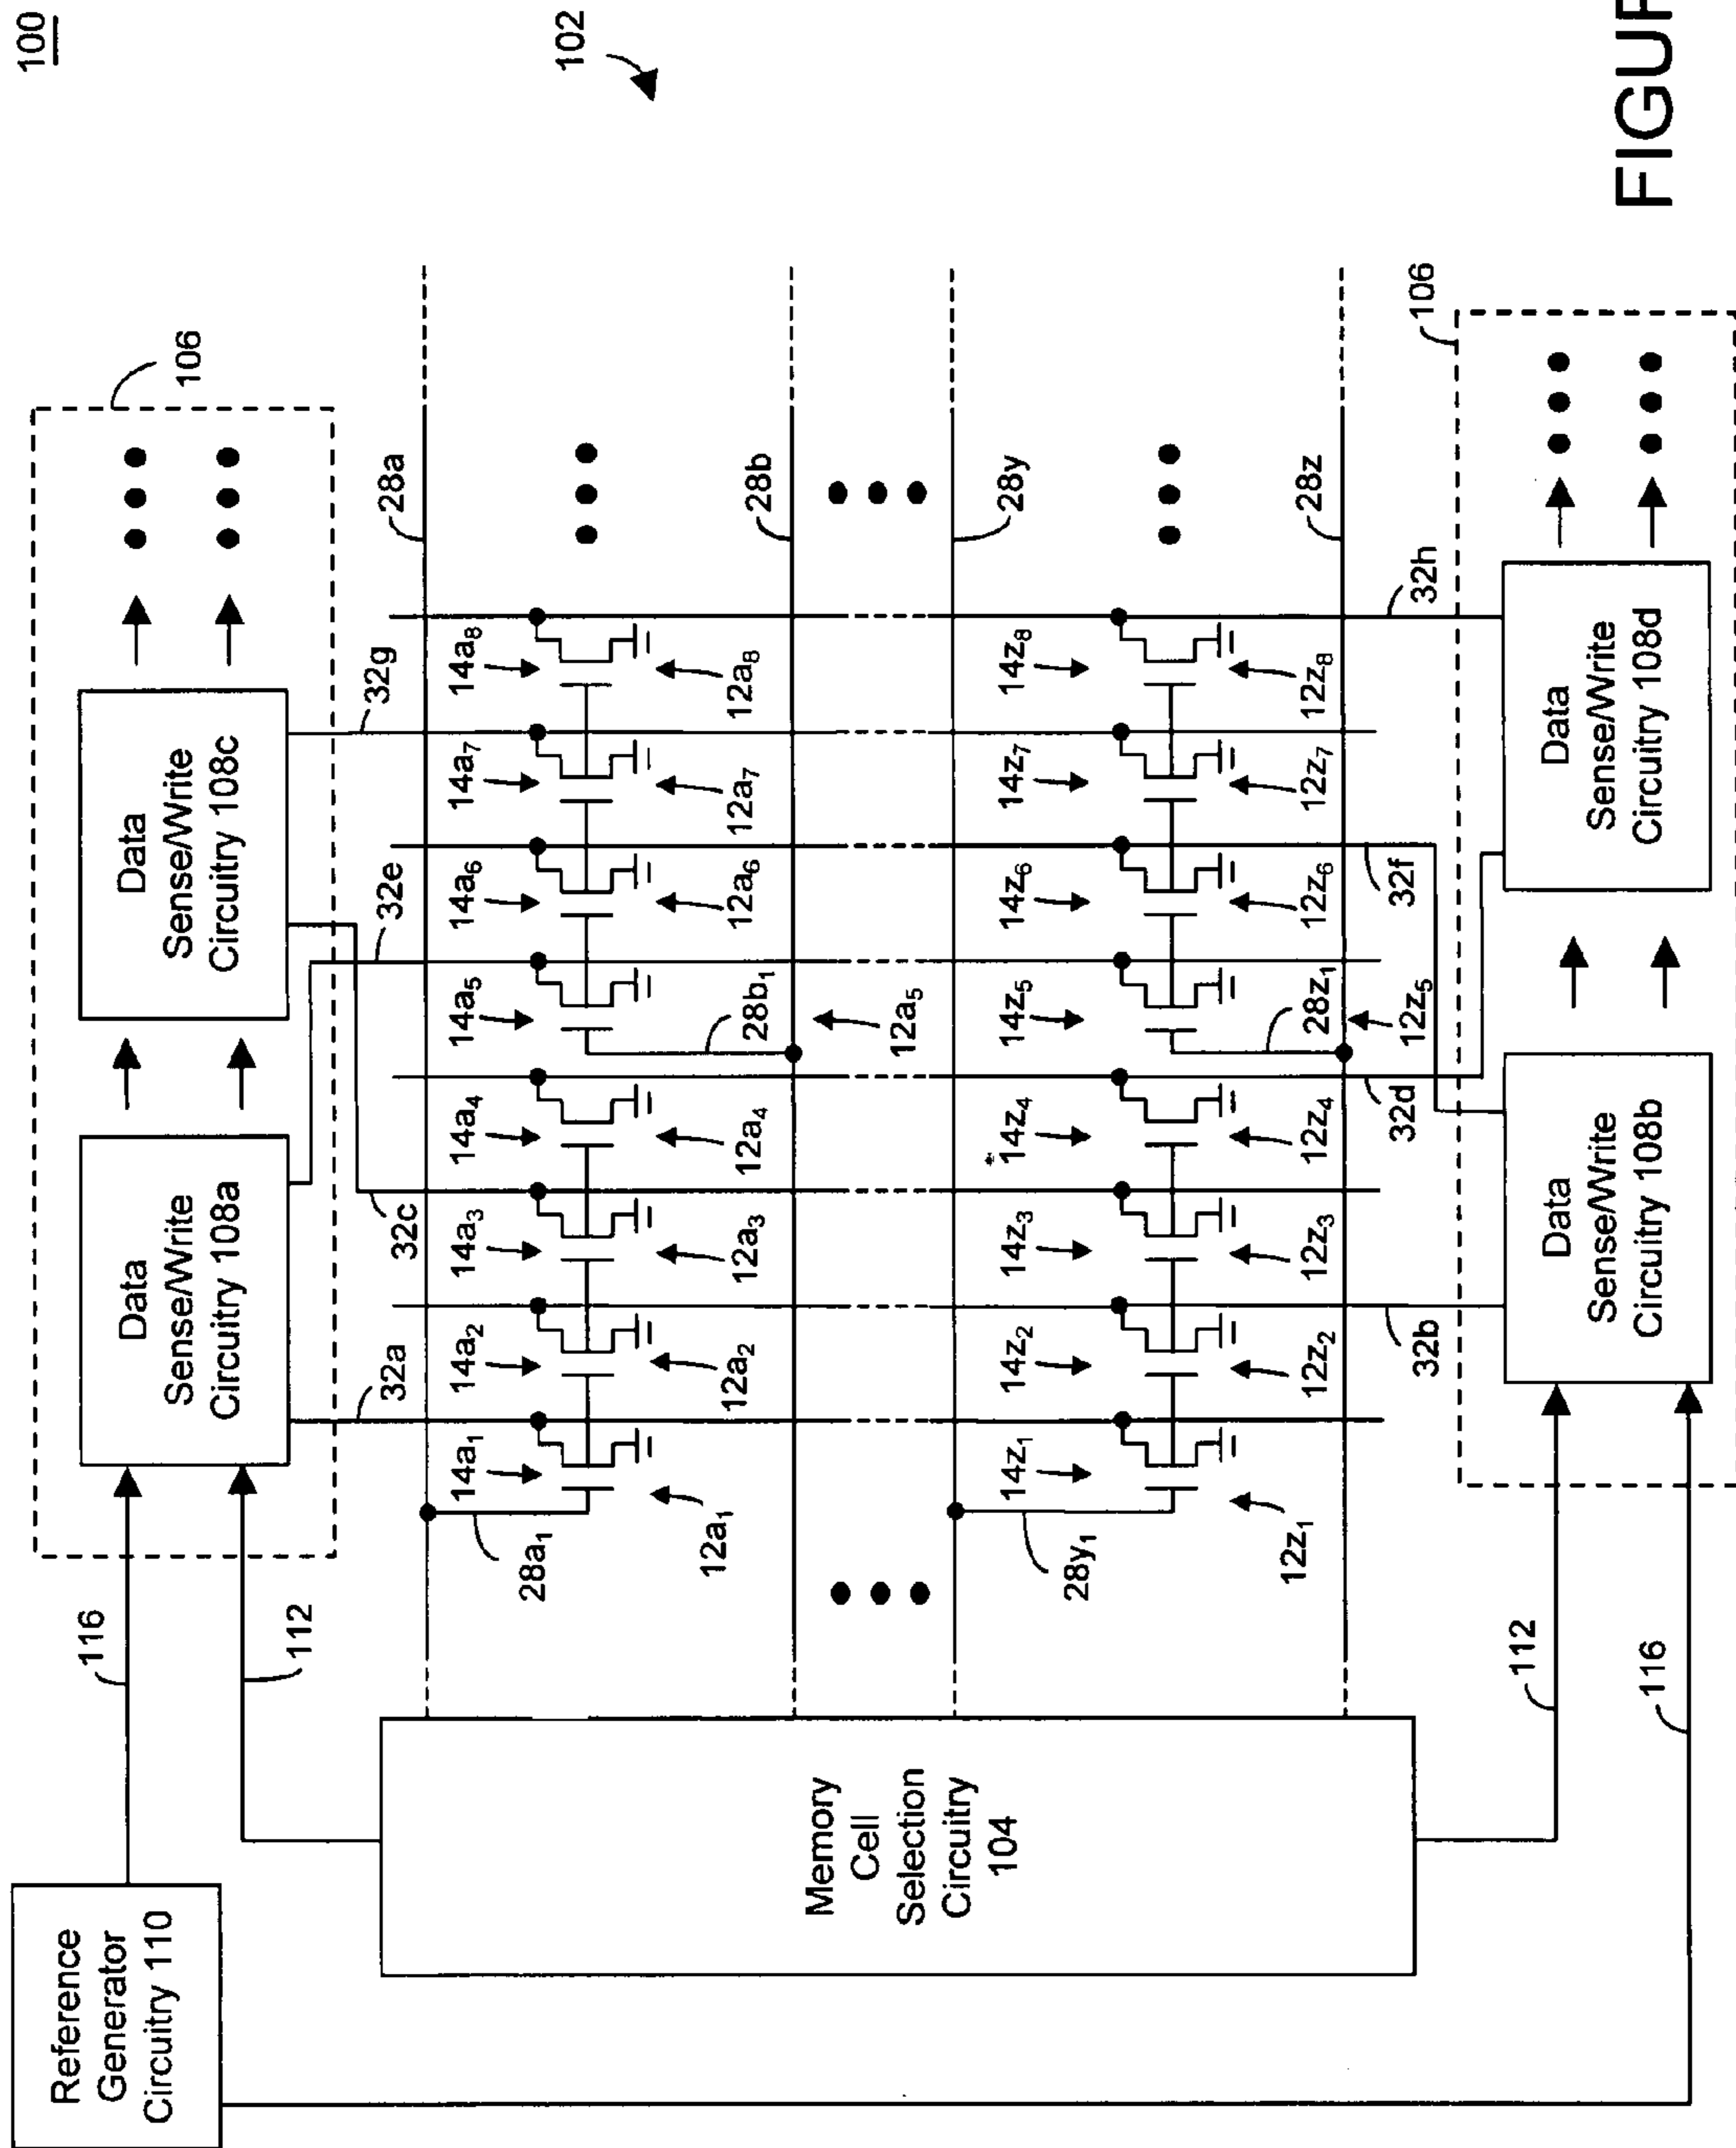 100
102
Reference
Generator
Circuitry 110
116
112
Data
Sense/Write
Circuitry 108a
Data
Sense/Write
Circuitry 108c
106
32a
32c
32e
32g
28a
28a₁
14a₁
14a₂
14a₃
14a₄
14a₅
14a₆
14a₇
14a₈
12a₁
12a₂
12a₃
12a₄
12a₅
12a₆
12a₇
12a₈
28b₁
28b
Memory
Cell
Selection
Circuitry
104
28y
28y₁
14z₁
14z₂
14z₃
14z₄
14z₅
14z₆
14z₇
14z₈
12z₁
12z₂
12z₃
12z₄
12z₅
12z₆
12z₇
12z₈
28z₁
28z
32b
32d
32f
32h
106
112
116
Data
Sense/Write
Circuitry 108b
Data
Sense/Write
Circuitry 108d